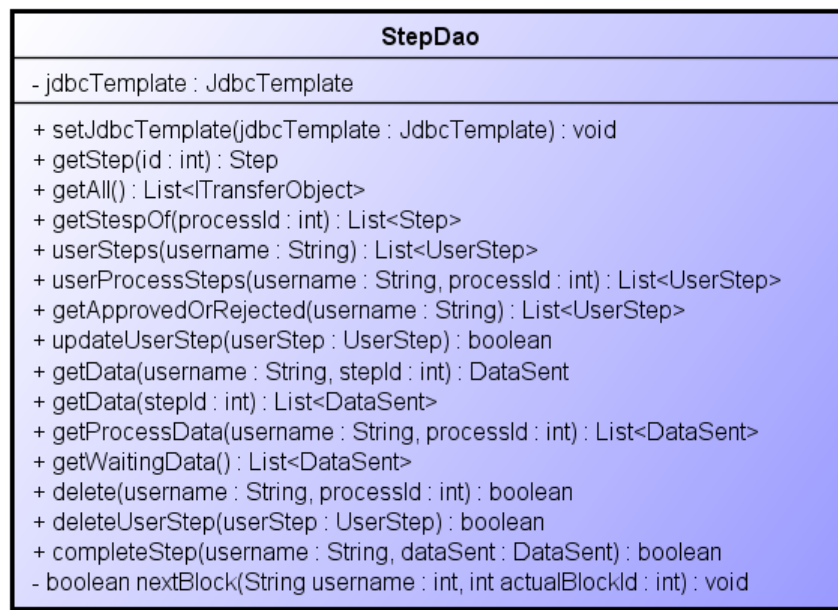 StepDao
- jdbcTemplate : JdbcTemplate
+ setJdbcTemplate(jdbcTemplate : JdbcTemplate) : void
+ getStep(id : int) : Step
+ getAll() : List<ITransferObject>
+ getStespOf(processId : int) : List<Step>
+ userSteps(username : String) : List<UserStep>
+ userProcessSteps(username : String, processId : int) : List<UserStep>
+ getApprovedOrRejected(username : String) : List<UserStep>
+ updateUserStep(userStep : UserStep) : boolean
+ getData(username : String, stepId : int) : DataSent
+ getData(stepId : int) : List<DataSent>
+ getProcessData(username : String, processId : int) : List<DataSent>
+ getWaitingData() : List<DataSent>
+ delete(username : String, processId : int) : boolean
+ deleteUserStep(userStep : UserStep) : boolean
+ completeStep(username : String, dataSent : DataSent) : boolean
- boolean nextBlock(String username : int, int actualBlockId : int) : void